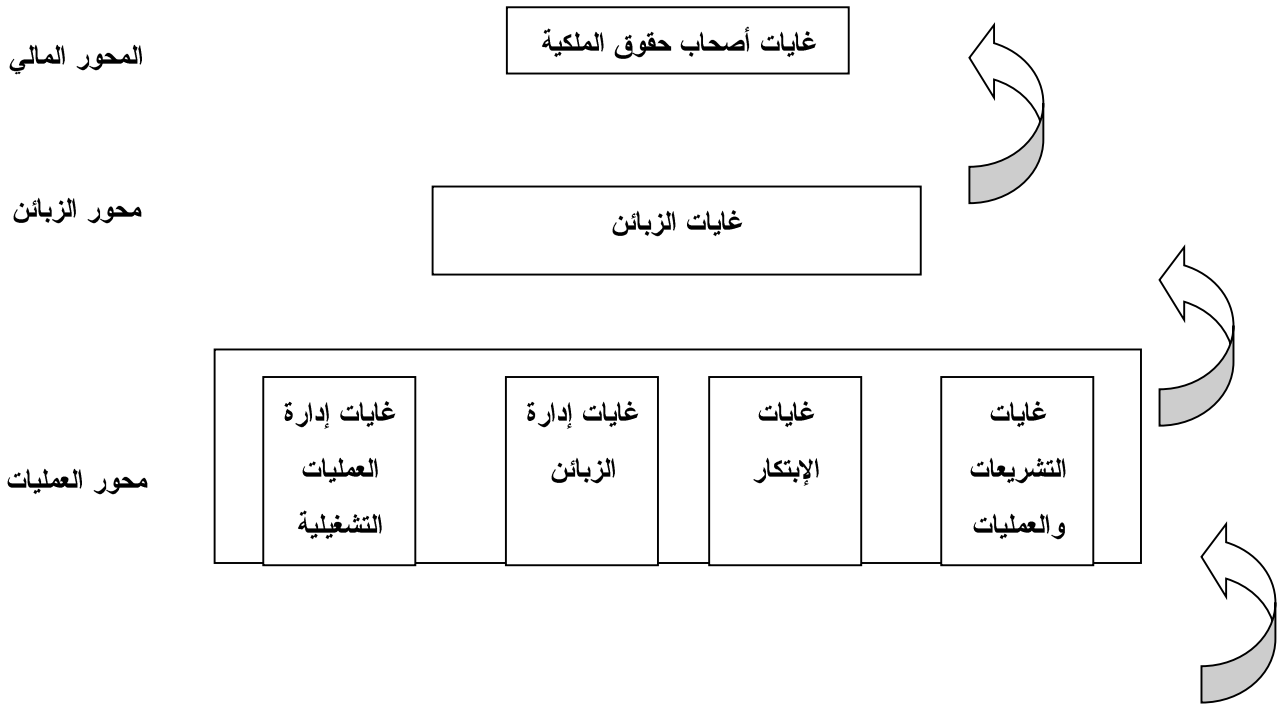 المحور المالي
غايات أصحاب حقوق الملكية
محور الزبائن
غايات الزبائن
محور العمليات
غايات إدارة
العمليات
التشغيلية
غايات إدارة
الزبائن
غايات
الإبتكار
غايات
التشريعات
والعمليات